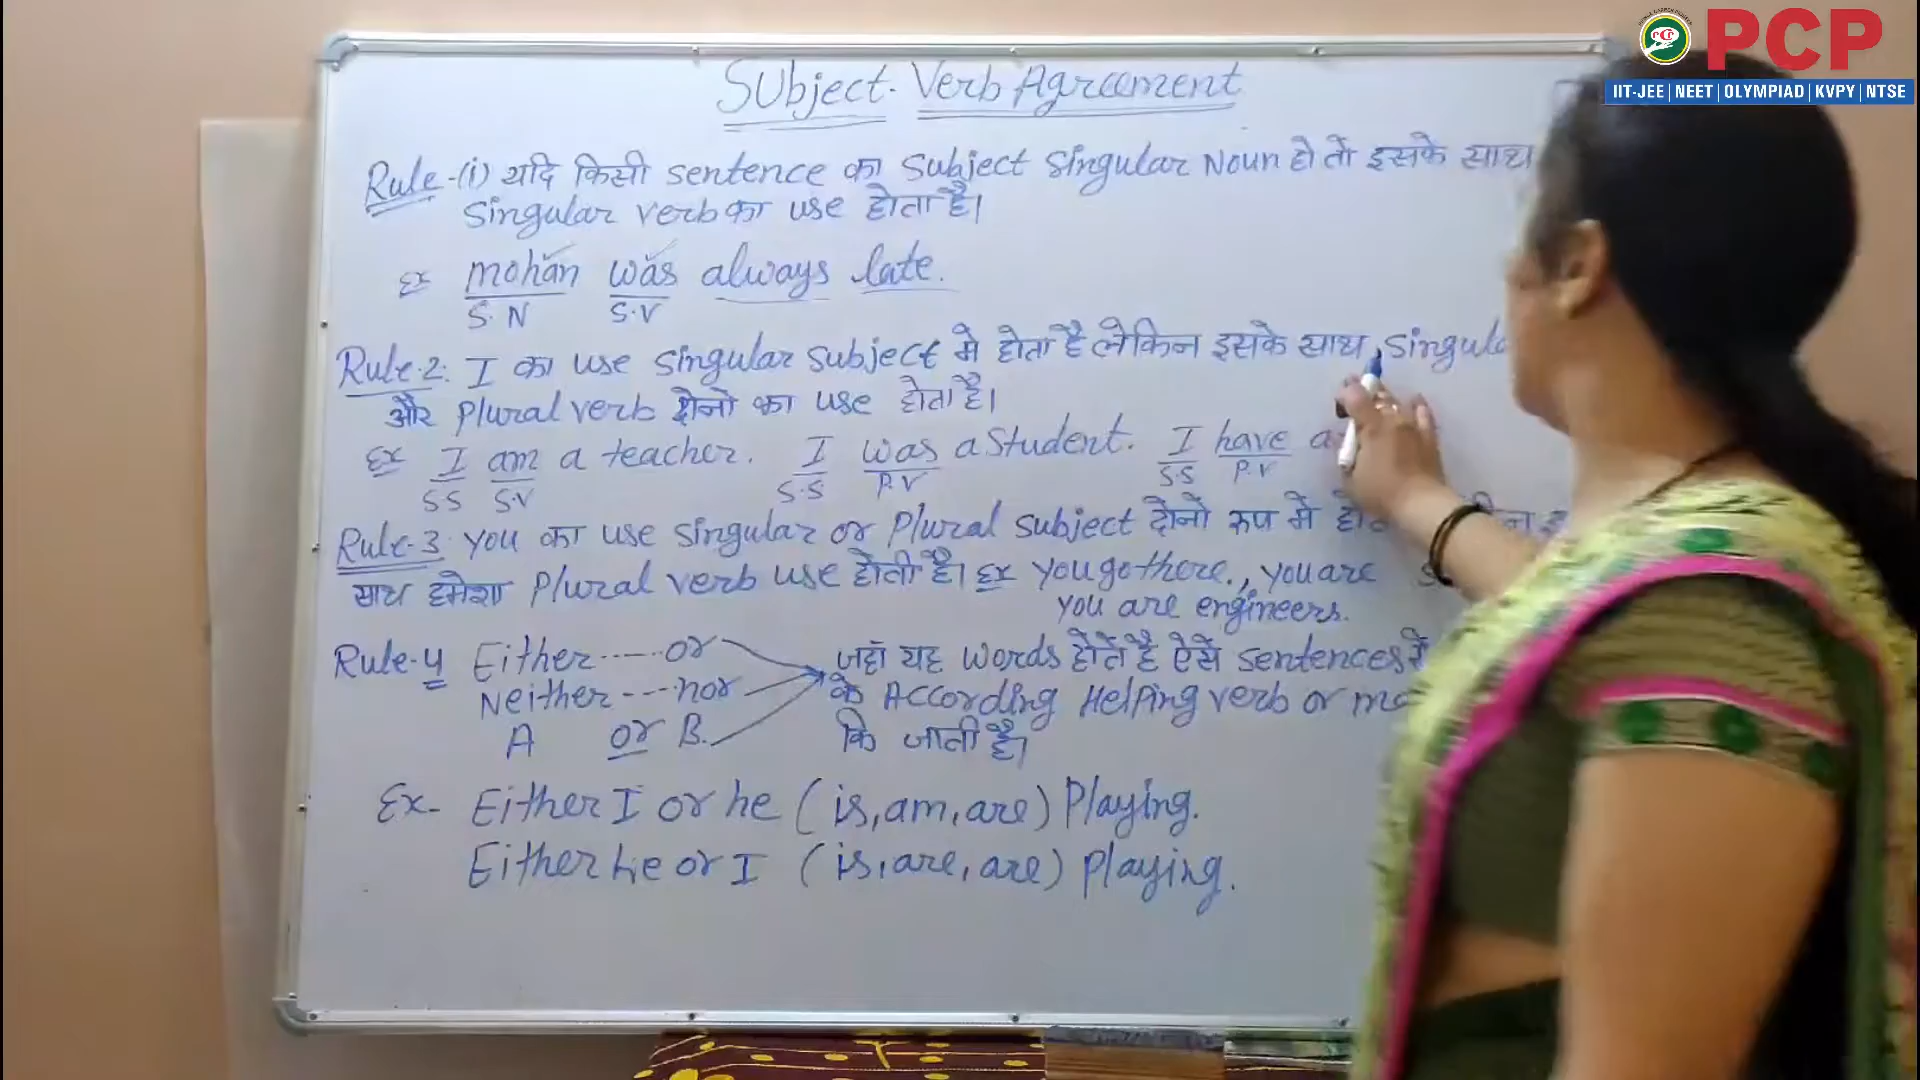 PCP
PCP
IIT-JEE | NEET | OLYMPIAD | KVPY | NTSE
Subject-Verb Agreement
Rule-(i) यदि किसी sentence का Subject Singular Noun हो तो इसके साथ
Singular verb का use होता है।
Ex mohan was always late.
S.N S.V
Rule-2: I का use singular subject मे होता है लेकिन इसके साथ, Singul
और Plural verb दोनो का use होता है।
Ex I am a teacher. I was a Student. I have a
S.S S.V S.S P.V S.S P.V
Rule-3 You का use singular or Plural subject दोनों रूप में
साथ हमेशा Plural verb use होती है। Ex You go there., You are
you are engineers.
Rule-4 Either ----- or जहाँ यह words होतें है ऐसें sentences में
Neither ---- nor के According Helping verb or ma
A or B. कि जाती है।
Ex- Either I or he (is, am, are) Playing.
Either he or I (is, are, are) Playing.